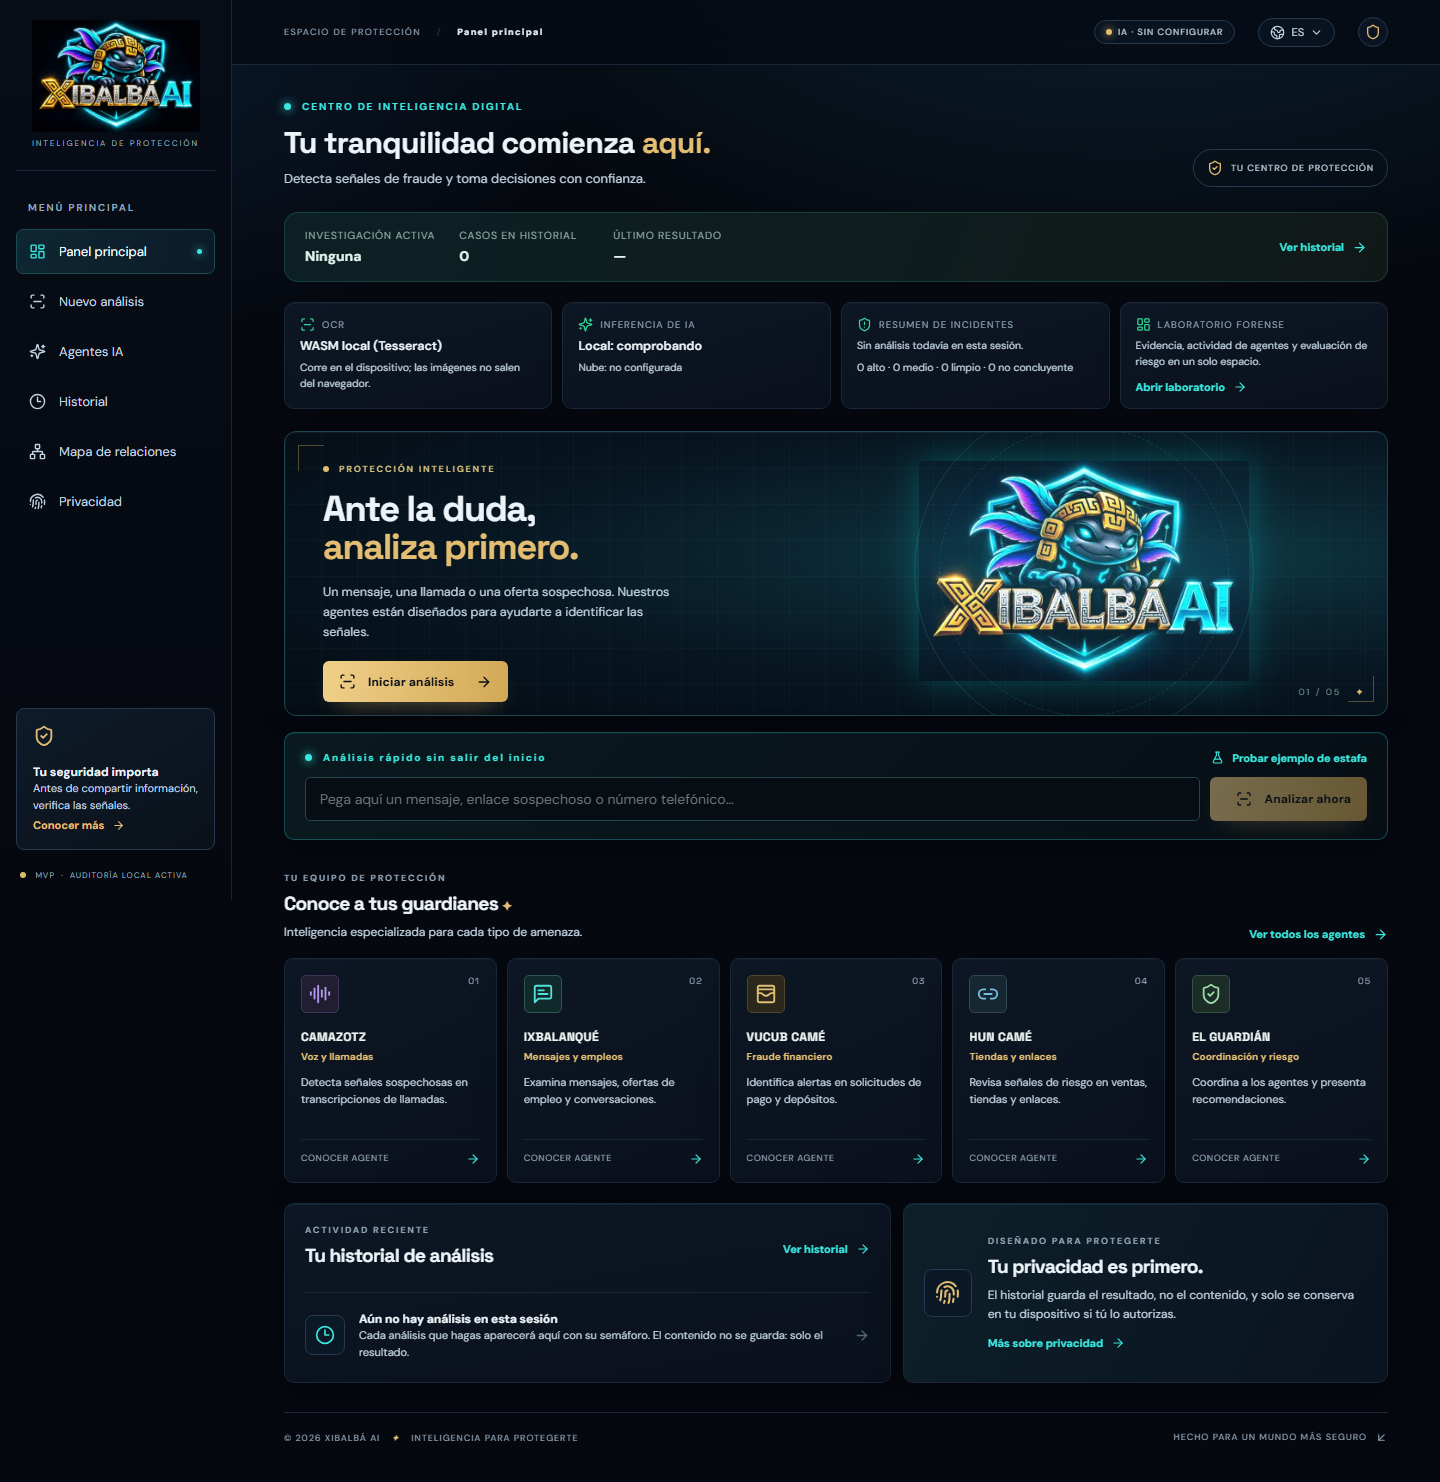 XIBALBÁ AI
INTELIGENCIA DE PROTECCIÓN
MENÚ PRINCIPAL
Panel principal
Nuevo análisis
Agentes IA
Historial
Mapa de relaciones
Privacidad
Tu seguridad importa
Antes de compartir información,
verifica las señales.
Conocer más →
MVP · AUDITORÍA LOCAL ACTIVA
ESPACIO DE PROTECCIÓN / Panel principal
IA · SIN CONFIGURAR
ES
CENTRO DE INTELIGENCIA DIGITAL
Tu tranquilidad comienza aquí.
Detecta señales de fraude y toma decisiones con confianza.
TU CENTRO DE PROTECCIÓN
INVESTIGACIÓN ACTIVA
Ninguna
CASOS EN HISTORIAL
0
ÚLTIMO RESULTADO
—
Ver historial →
OCR
WASM local (Tesseract)
Corre en el dispositivo; las imágenes no salen
del navegador.
INFERENCIA DE IA
Local: comprobando
Nube: no configurada
RESUMEN DE INCIDENTES
Sin análisis todavía en esta sesión.
0 alto · 0 medio · 0 limpio · 0 no concluyente
LABORATORIO FORENSE
Evidencia, actividad de agentes y evaluación de
riesgo en un solo espacio.
Abrir laboratorio →
PROTECCIÓN INTELIGENTE
Ante la duda,
analiza primero.
Un mensaje, una llamada o una oferta sospechosa. Nuestros
agentes están diseñados para ayudarte a identificar las
señales.
Iniciar análisis →
XIBALBÁ AI
01 / 05 ✦
Análisis rápido sin salir del inicio
Probar ejemplo de estafa
Pega aquí un mensaje, enlace sospechoso o número telefónico...
Analizar ahora
TU EQUIPO DE PROTECCIÓN
Conoce a tus guardianes ✦
Inteligencia especializada para cada tipo de amenaza.
Ver todos los agentes →
01
CAMAZOTZ
Voz y llamadas
Detecta señales sospechosas en
transcripciones de llamadas.
CONOCER AGENTE →
02
IXBALANQUÉ
Mensajes y empleos
Examina mensajes, ofertas de
empleo y conversaciones.
CONOCER AGENTE →
03
VUCUB CAMÉ
Fraude financiero
Identifica alertas en solicitudes de
pago y depósitos.
CONOCER AGENTE →
04
HUN CAMÉ
Tiendas y enlaces
Revisa señales de riesgo en ventas,
tiendas y enlaces.
CONOCER AGENTE →
05
EL GUARDIÁN
Coordinación y riesgo
Coordina a los agentes y presenta
recomendaciones.
CONOCER AGENTE →
ACTIVIDAD RECIENTE
Tu historial de análisis
Ver historial →
Aún no hay análisis en esta sesión
Cada análisis que hagas aparecerá aquí con su semáforo. El contenido no se guarda: solo el
resultado.
DISEÑADO PARA PROTEGERTE
Tu privacidad es primero.
El historial guarda el resultado, no el contenido, y solo se conserva
en tu dispositivo si tú lo autorizas.
Más sobre privacidad →
© 2026 XIBALBÁ AI ✦ INTELIGENCIA PARA PROTEGERTE
HECHO PARA UN MUNDO MÁS SEGURO